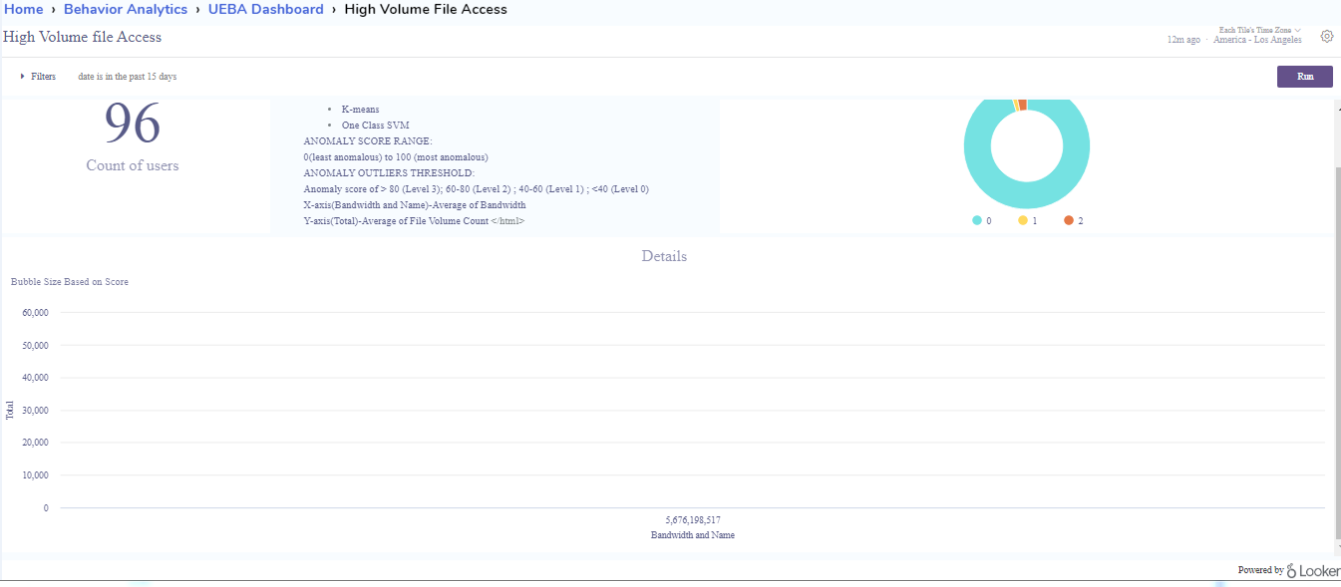 Home › Behavior Analytics › UEBA Dashboard › High Volume File Access
High Volume file Access
Each Tile's Time Zone
12m ago · America - Los Angeles
Filters date is in the past 15 days
Run
96
Count of users
• K-means
• One Class SVM
ANOMALY SCORE RANGE:
0(least anomalous) to 100 (most anomalous)
ANOMALY OUTLIERS THRESHOLD:
Anomaly score of > 80 (Level 3); 60-80 (Level 2) ; 40-60 (Level 1) ; <40 (Level 0)
X-axis(Bandwidth and Name)-Average of Bandwidth
Y-axis(Total)-Average of File Volume Count </html>
0 1 2
Details
Bubble Size Based on Score
60,000
50,000
40,000
30,000
20,000
10,000
0
Total
5,676,198,517
Bandwidth and Name
Powered by Looker